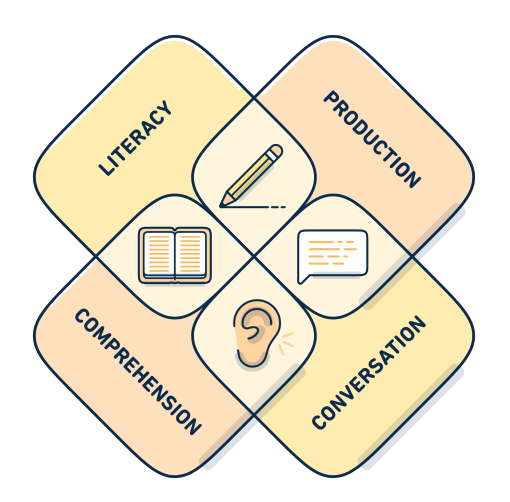 LITERACY
PRODUCTION
COMPREHENSION
CONVERSATION